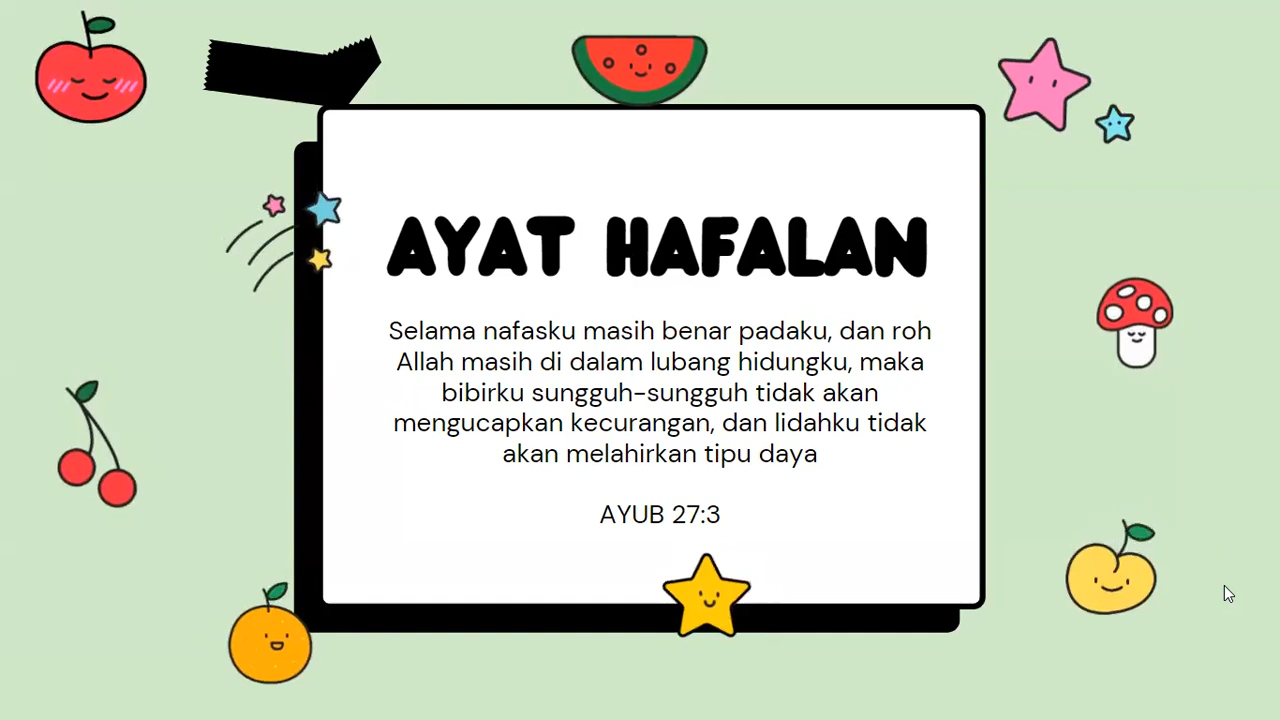 AYAT HAFALAN
Selama nafasku masih benar padaku, dan roh
Allah masih di dalam lubang hidungku, maka
bibirku sungguh-sungguh tidak akan
mengucapkan kecurangan, dan lidahku tidak
akan melahirkan tipu daya
AYUB 27:3